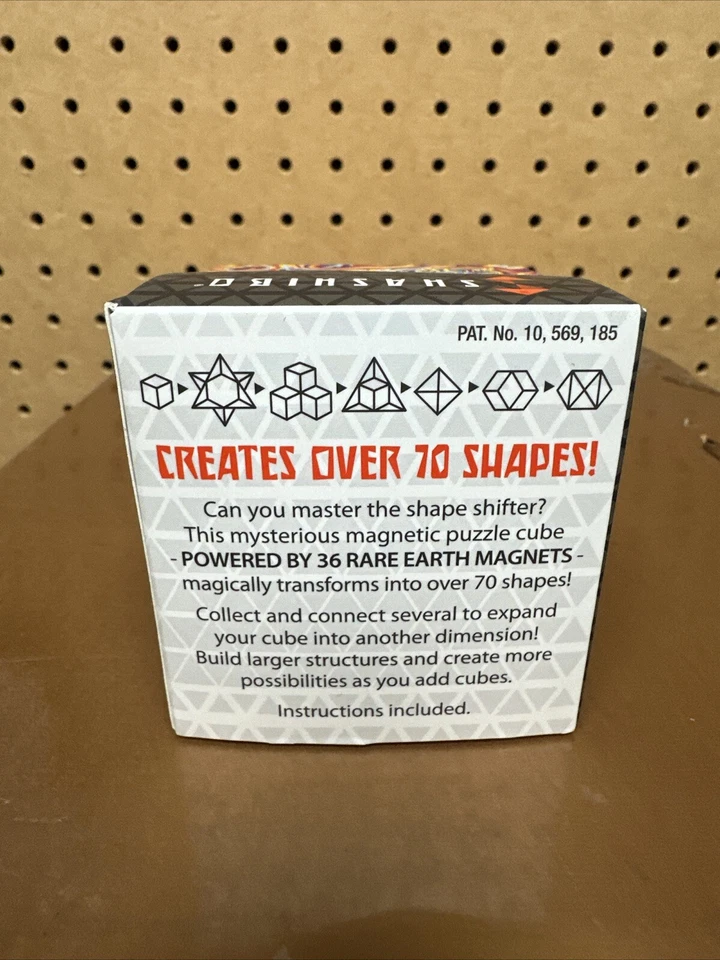 SHASHIBO
PAT. No. 10, 569, 185
CREATES OVER 70 SHAPES!
Can you master the shape shifter?
This mysterious magnetic puzzle cube
- POWERED BY 36 RARE EARTH MAGNETS -
magically transforms into over 70 shapes!
Collect and connect several to expand
your cube into another dimension!
Build larger structures and create more
possibilities as you add cubes.
Instructions included.